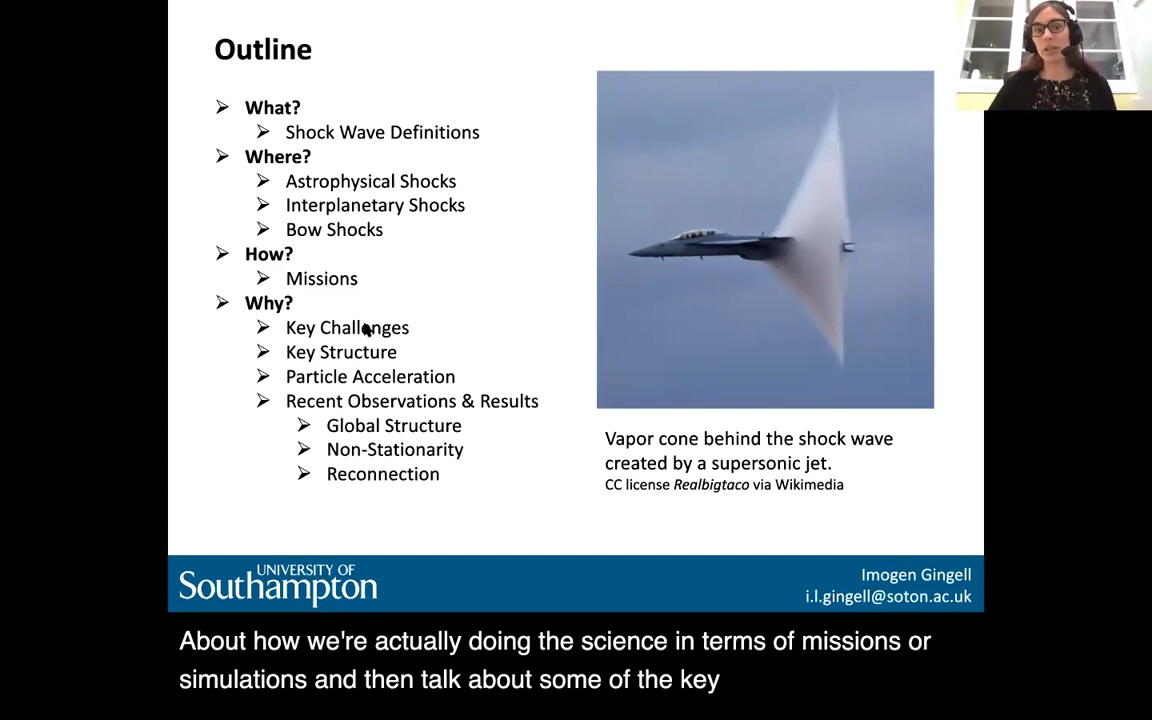 Outline
What?
Shock Wave Definitions
Where?
Astrophysical Shocks
Interplanetary Shocks
Bow Shocks
How?
Missions
Why?
Key Challenges
Key Structure
Particle Acceleration
Recent Observations & Results
Global Structure
Non-Stationarity
Reconnection
Vapor cone behind the shock wave
created by a supersonic jet.
CC license Realbigtaco via Wikimedia
UNIVERSITY OF
Southampton
Imogen Gingell
i.l.gingell@soton.ac.uk
About how we're actually doing the science in terms of missions or
simulations and then talk about some of the key